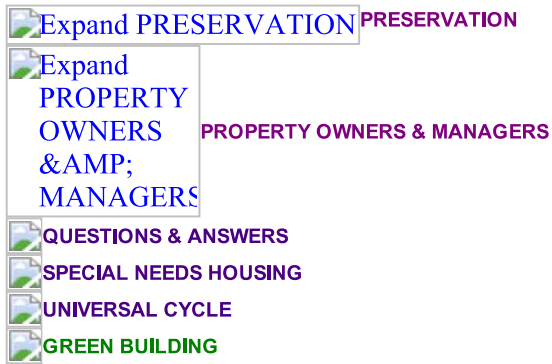 Expand PRESERVATION PRESERVATION
Expand
PROPERTY
OWNERS
&AMP;
MANAGERS
PROPERTY OWNERS & MANAGERS
QUESTIONS & ANSWERS
SPECIAL NEEDS HOUSING
UNIVERSAL CYCLE
GREEN BUILDING